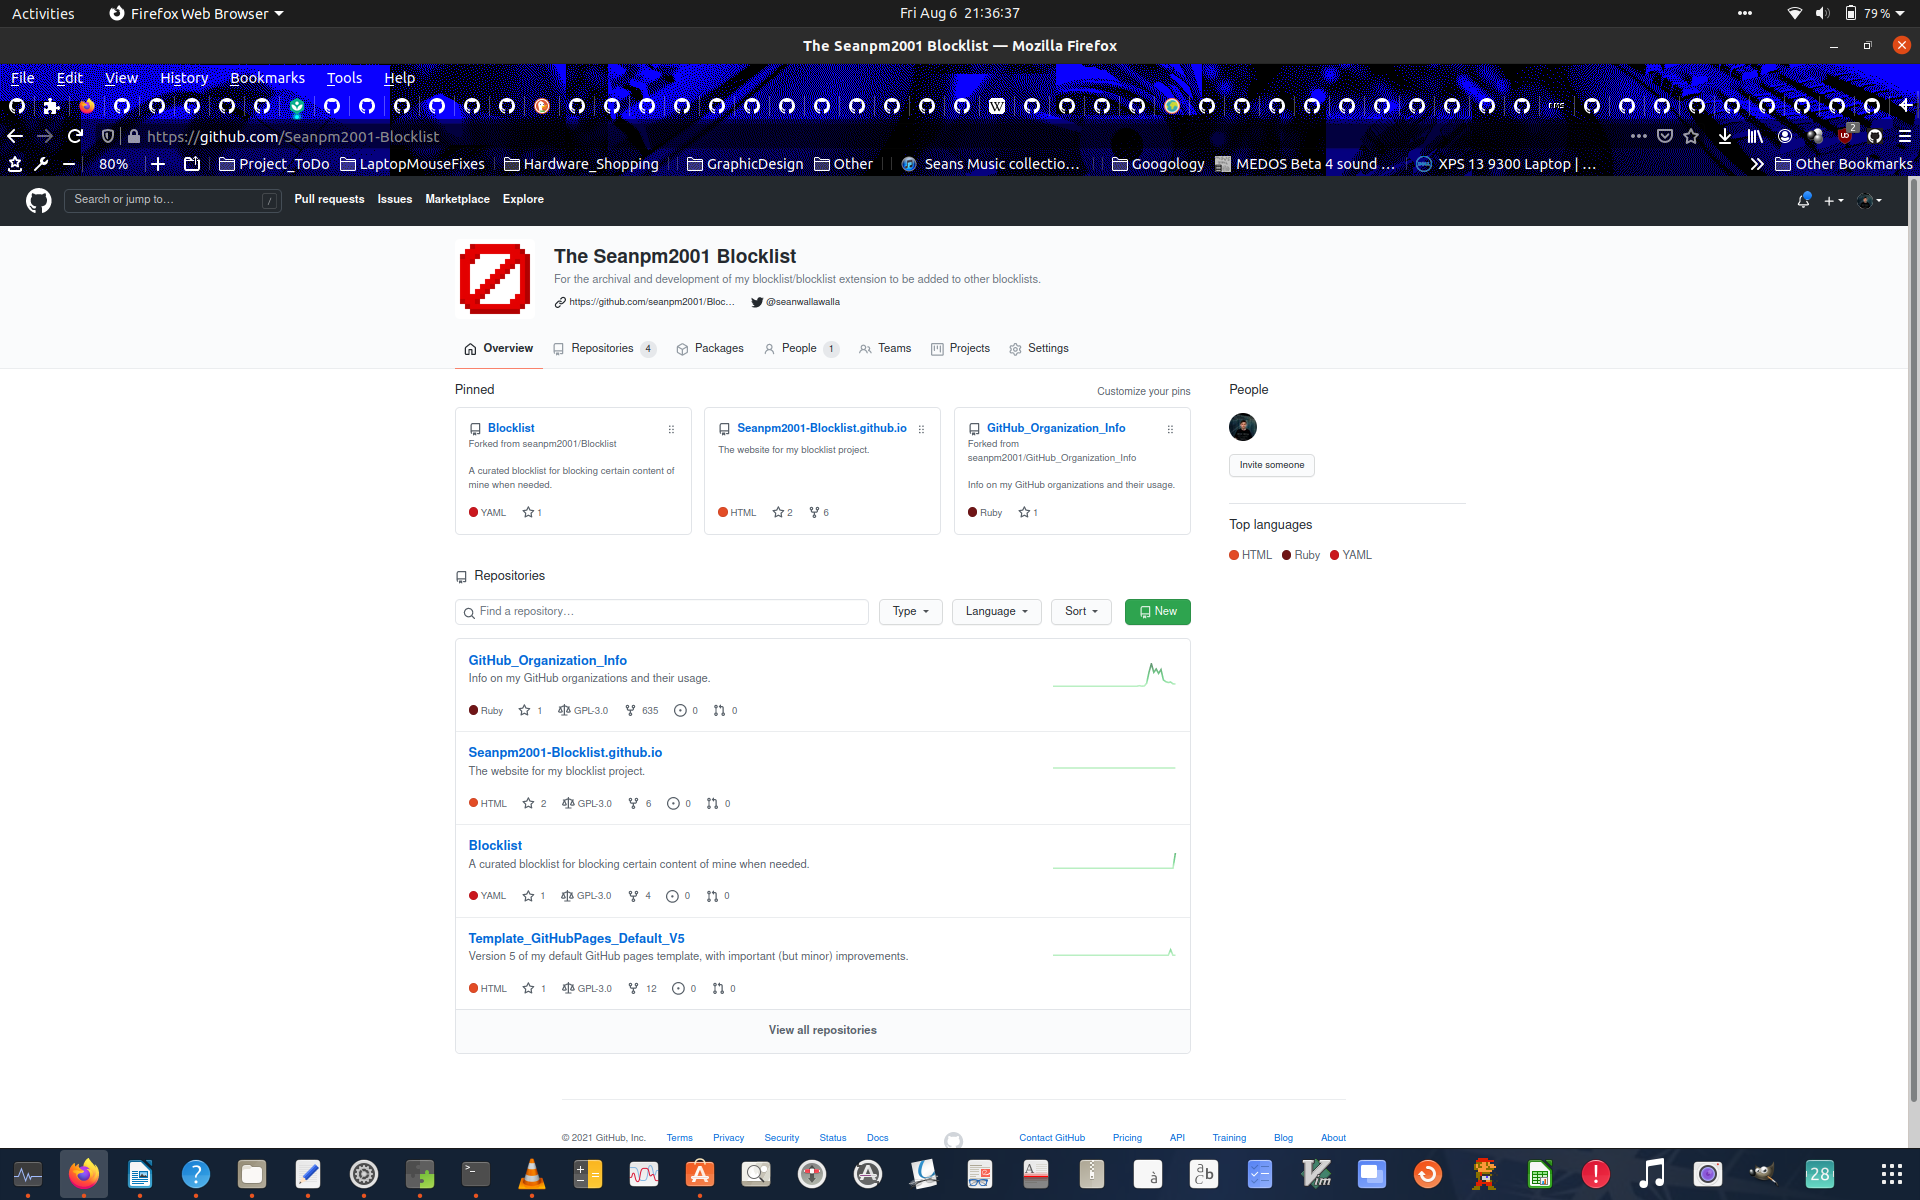 Activities Firefox Web Browser Fri Aug 6 21:36:37 79 %
The Seanpm2001 Blocklist — Mozilla Firefox
File Edit View History Bookmarks Tools Help
https://github.com/Seanpm2001-Blocklist 2
80% Project_ToDo LaptopMouseFixes Hardware_Shopping GraphicDesign Other Seans Music collectio… Googology MEDOS Beta 4 sound … XPS 13 9300 Laptop | … Other Bookmarks
Search or jump to… / Pull requests Issues Marketplace Explore
The Seanpm2001 Blocklist
For the archival and development of my blocklist/blocklist extension to be added to other blocklists.
https://github.com/seanpm2001/Bloc… @seanwallawalla
Overview Repositories 4 Packages People 1 Teams Projects Settings
Pinned Customize your pins People
Blocklist
Forked from seanpm2001/Blocklist
A curated blocklist for blocking certain content of
mine when needed.
YAML 1
Seanpm2001-Blocklist.github.io
The website for my blocklist project.
HTML 2 6
GitHub_Organization_Info
Forked from
seanpm2001/GitHub_Organization_Info
Info on my GitHub organizations and their usage.
Ruby 1
Invite someone
Top languages
HTML Ruby YAML
Repositories
Find a repository… Type Language Sort New
GitHub_Organization_Info
Info on my GitHub organizations and their usage.
Ruby 1 GPL-3.0 635 0 0
Seanpm2001-Blocklist.github.io
The website for my blocklist project.
HTML 2 GPL-3.0 6 0 0
Blocklist
A curated blocklist for blocking certain content of mine when needed.
YAML 1 GPL-3.0 4 0 0
Template_GitHubPages_Default_V5
Version 5 of my default GitHub pages template, with important (but minor) improvements.
HTML 1 GPL-3.0 12 0 0
View all repositories
© 2021 GitHub, Inc. Terms Privacy Security Status Docs Contact GitHub Pricing API Training Blog About
28